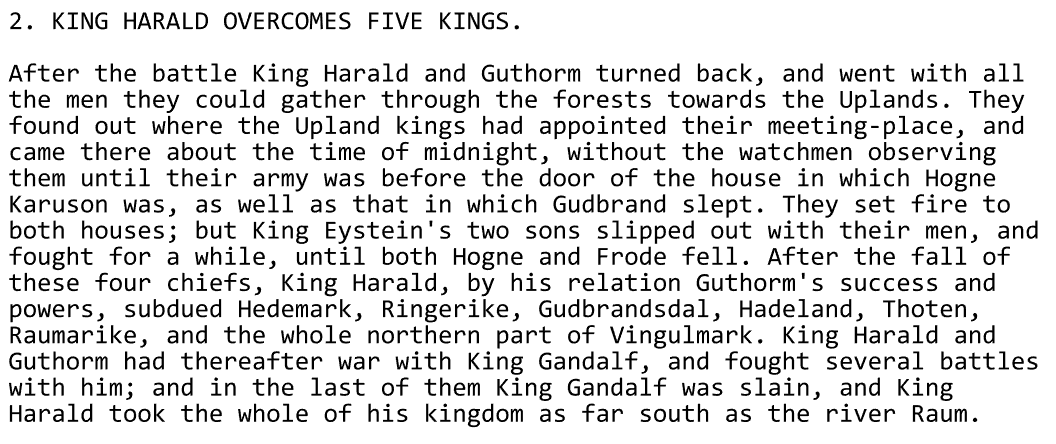 2. KING HARALD OVERCOMES FIVE KINGS.
After the battle King Harald and Guthorm turned back, and went with all
the men they could gather through the forests towards the Uplands. They
found out where the Upland kings had appointed their meeting-place, and
came there about the time of midnight, without the watchmen observing
them until their army was before the door of the house in which Hogne
Karuson was, as well as that in which Gudbrand slept. They set fire to
both houses; but King Eystein's two sons slipped out with their men, and
fought for a while, until both Hogne and Frode fell. After the fall of
these four chiefs, King Harald, by his relation Guthorm's success and
powers, subdued Hedemark, Ringerike, Gudbrandsdal, Hadeland, Thoten,
Raumarike, and the whole northern part of Vingulmark. King Harald and
Guthorm had thereafter war with King Gandalf, and fought several battles
with him; and in the last of them King Gandalf was slain, and King
Harald took the whole of his kingdom as far south as the river Raum.